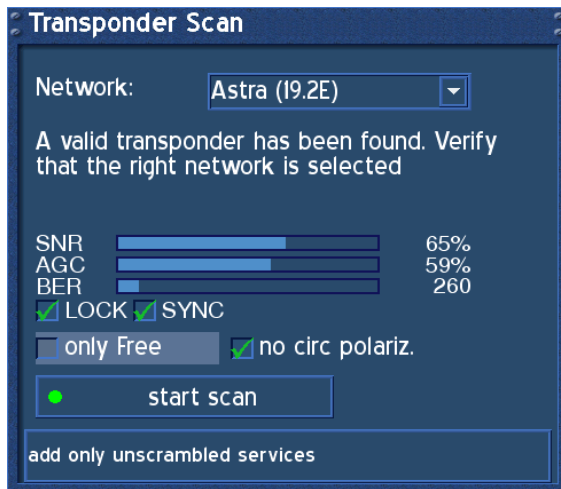 Transponder Scan
Network: Astra (19.2E)
A valid transponder has been found. Verify
that the right network is selected
SNR 65%
AGC 59%
BER 260
LOCK SYNC
only Free no circ polariz.
start scan
add only unscrambled services